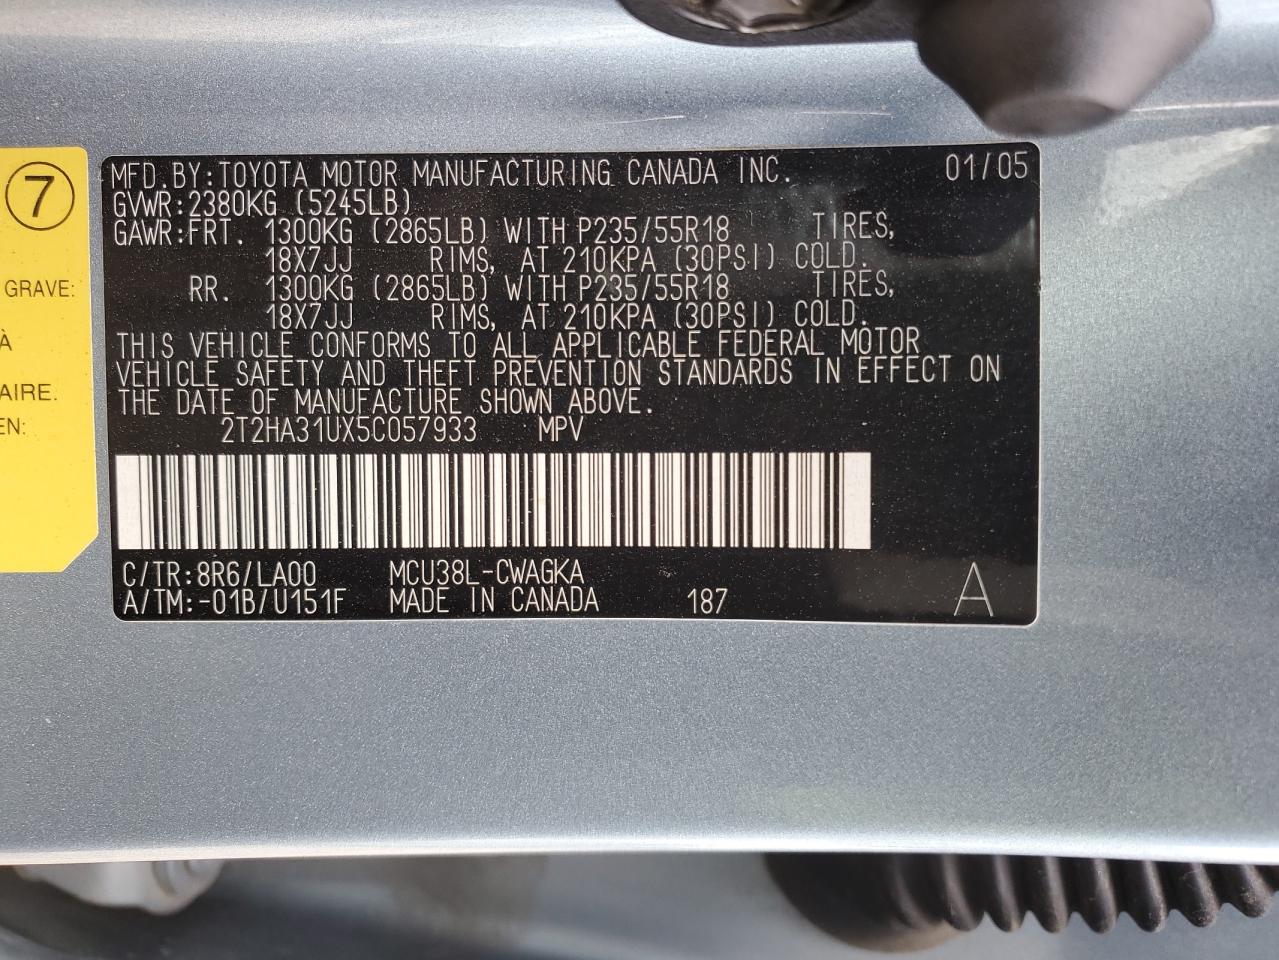 7
GRAVE:
À
AIRE.
EN:
MFD.BY:TOYOTA MOTOR MANUFACTURING CANADA INC. 01/05
GVWR:2380KG (5245LB)
GAWR:FRT. 1300KG (2865LB) WITH P235/55R18 TIRES,
18X7JJ RIMS, AT 210KPA (30PSI) COLD.
RR. 1300KG (2865LB) WITH P235/55R18 TIRES,
18X7JJ RIMS, AT 210KPA (30PSI) COLD.
THIS VEHICLE CONFORMS TO ALL APPLICABLE FEDERAL MOTOR
VEHICLE SAFETY AND THEFT PREVENTION STANDARDS IN EFFECT ON
THE DATE OF MANUFACTURE SHOWN ABOVE.
2T2HA31UX5C057933 MPV
C/TR:8R6/LA00 MCU38L-CWAGKA
A/TM:-01B/U151F MADE IN CANADA 187 A